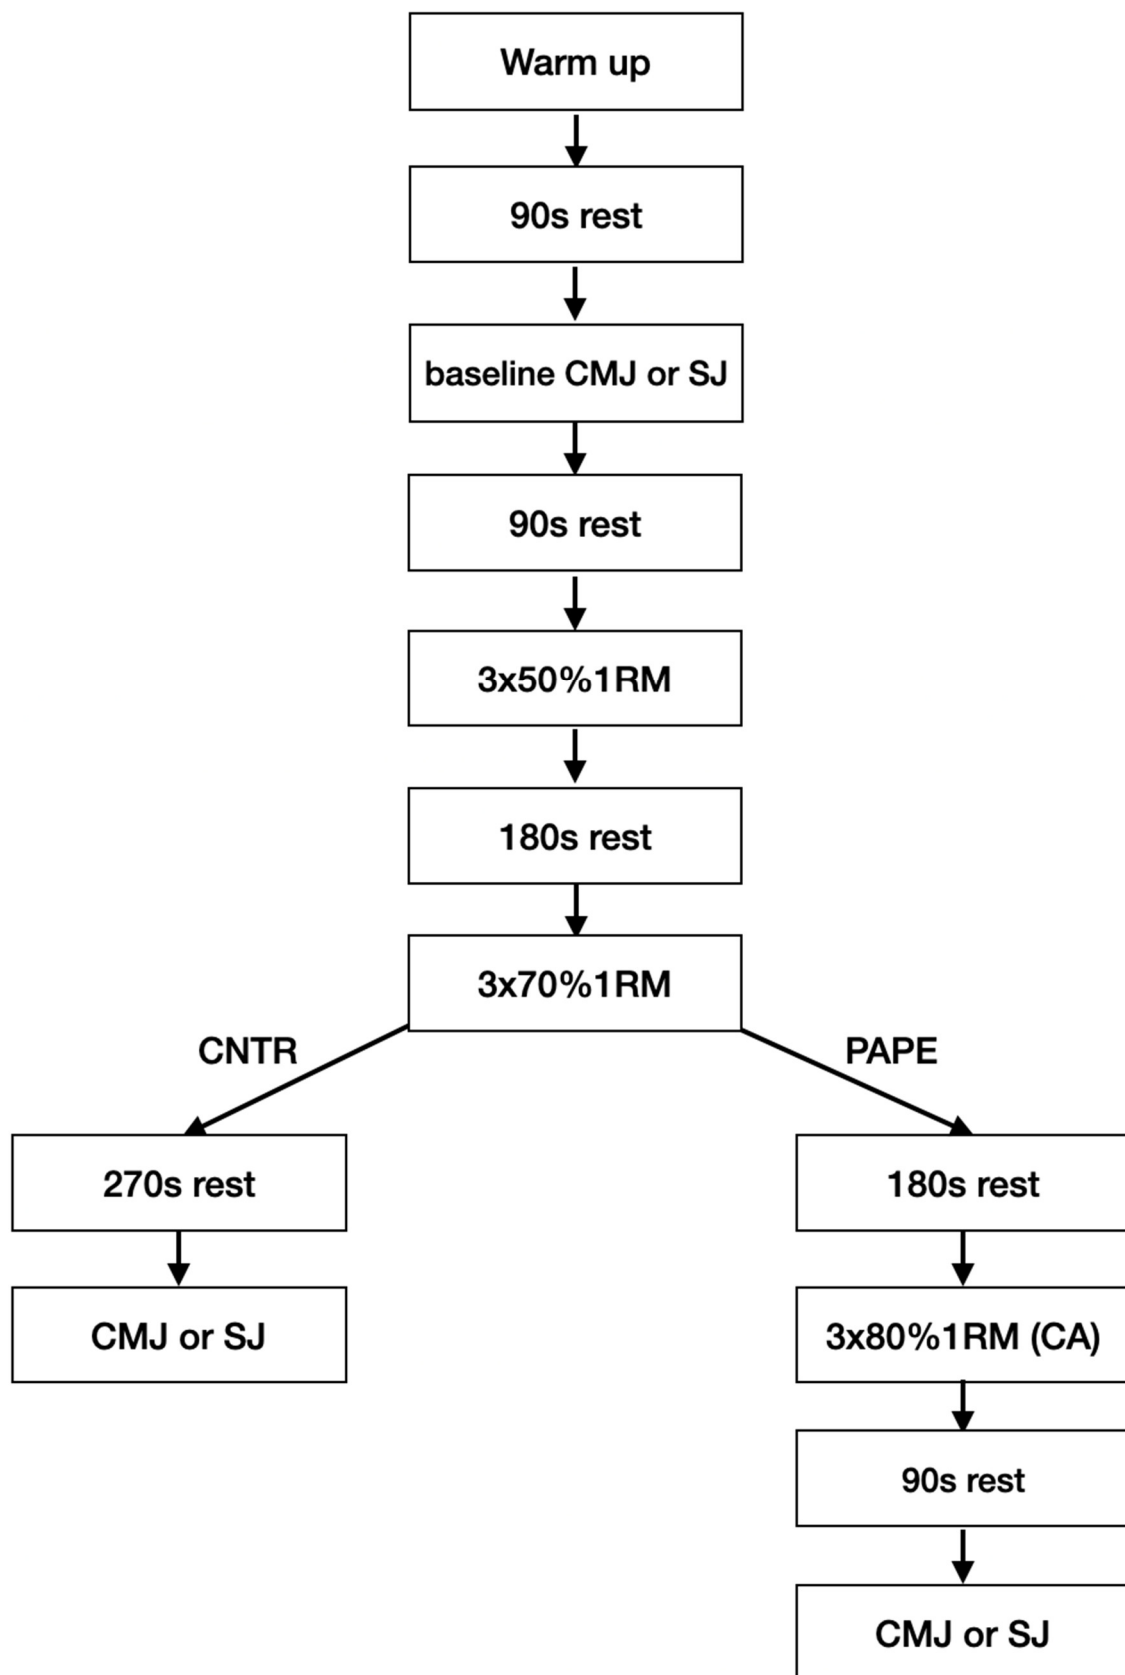 Warm up
90s rest
baseline CMJ or SJ
90s rest
3x50%1RM
180s rest
3x70%1RM
CNTR
PAPE
270s rest
180s rest
CMJ or SJ
3x80%1RM (CA)
90s rest
CMJ or SJ